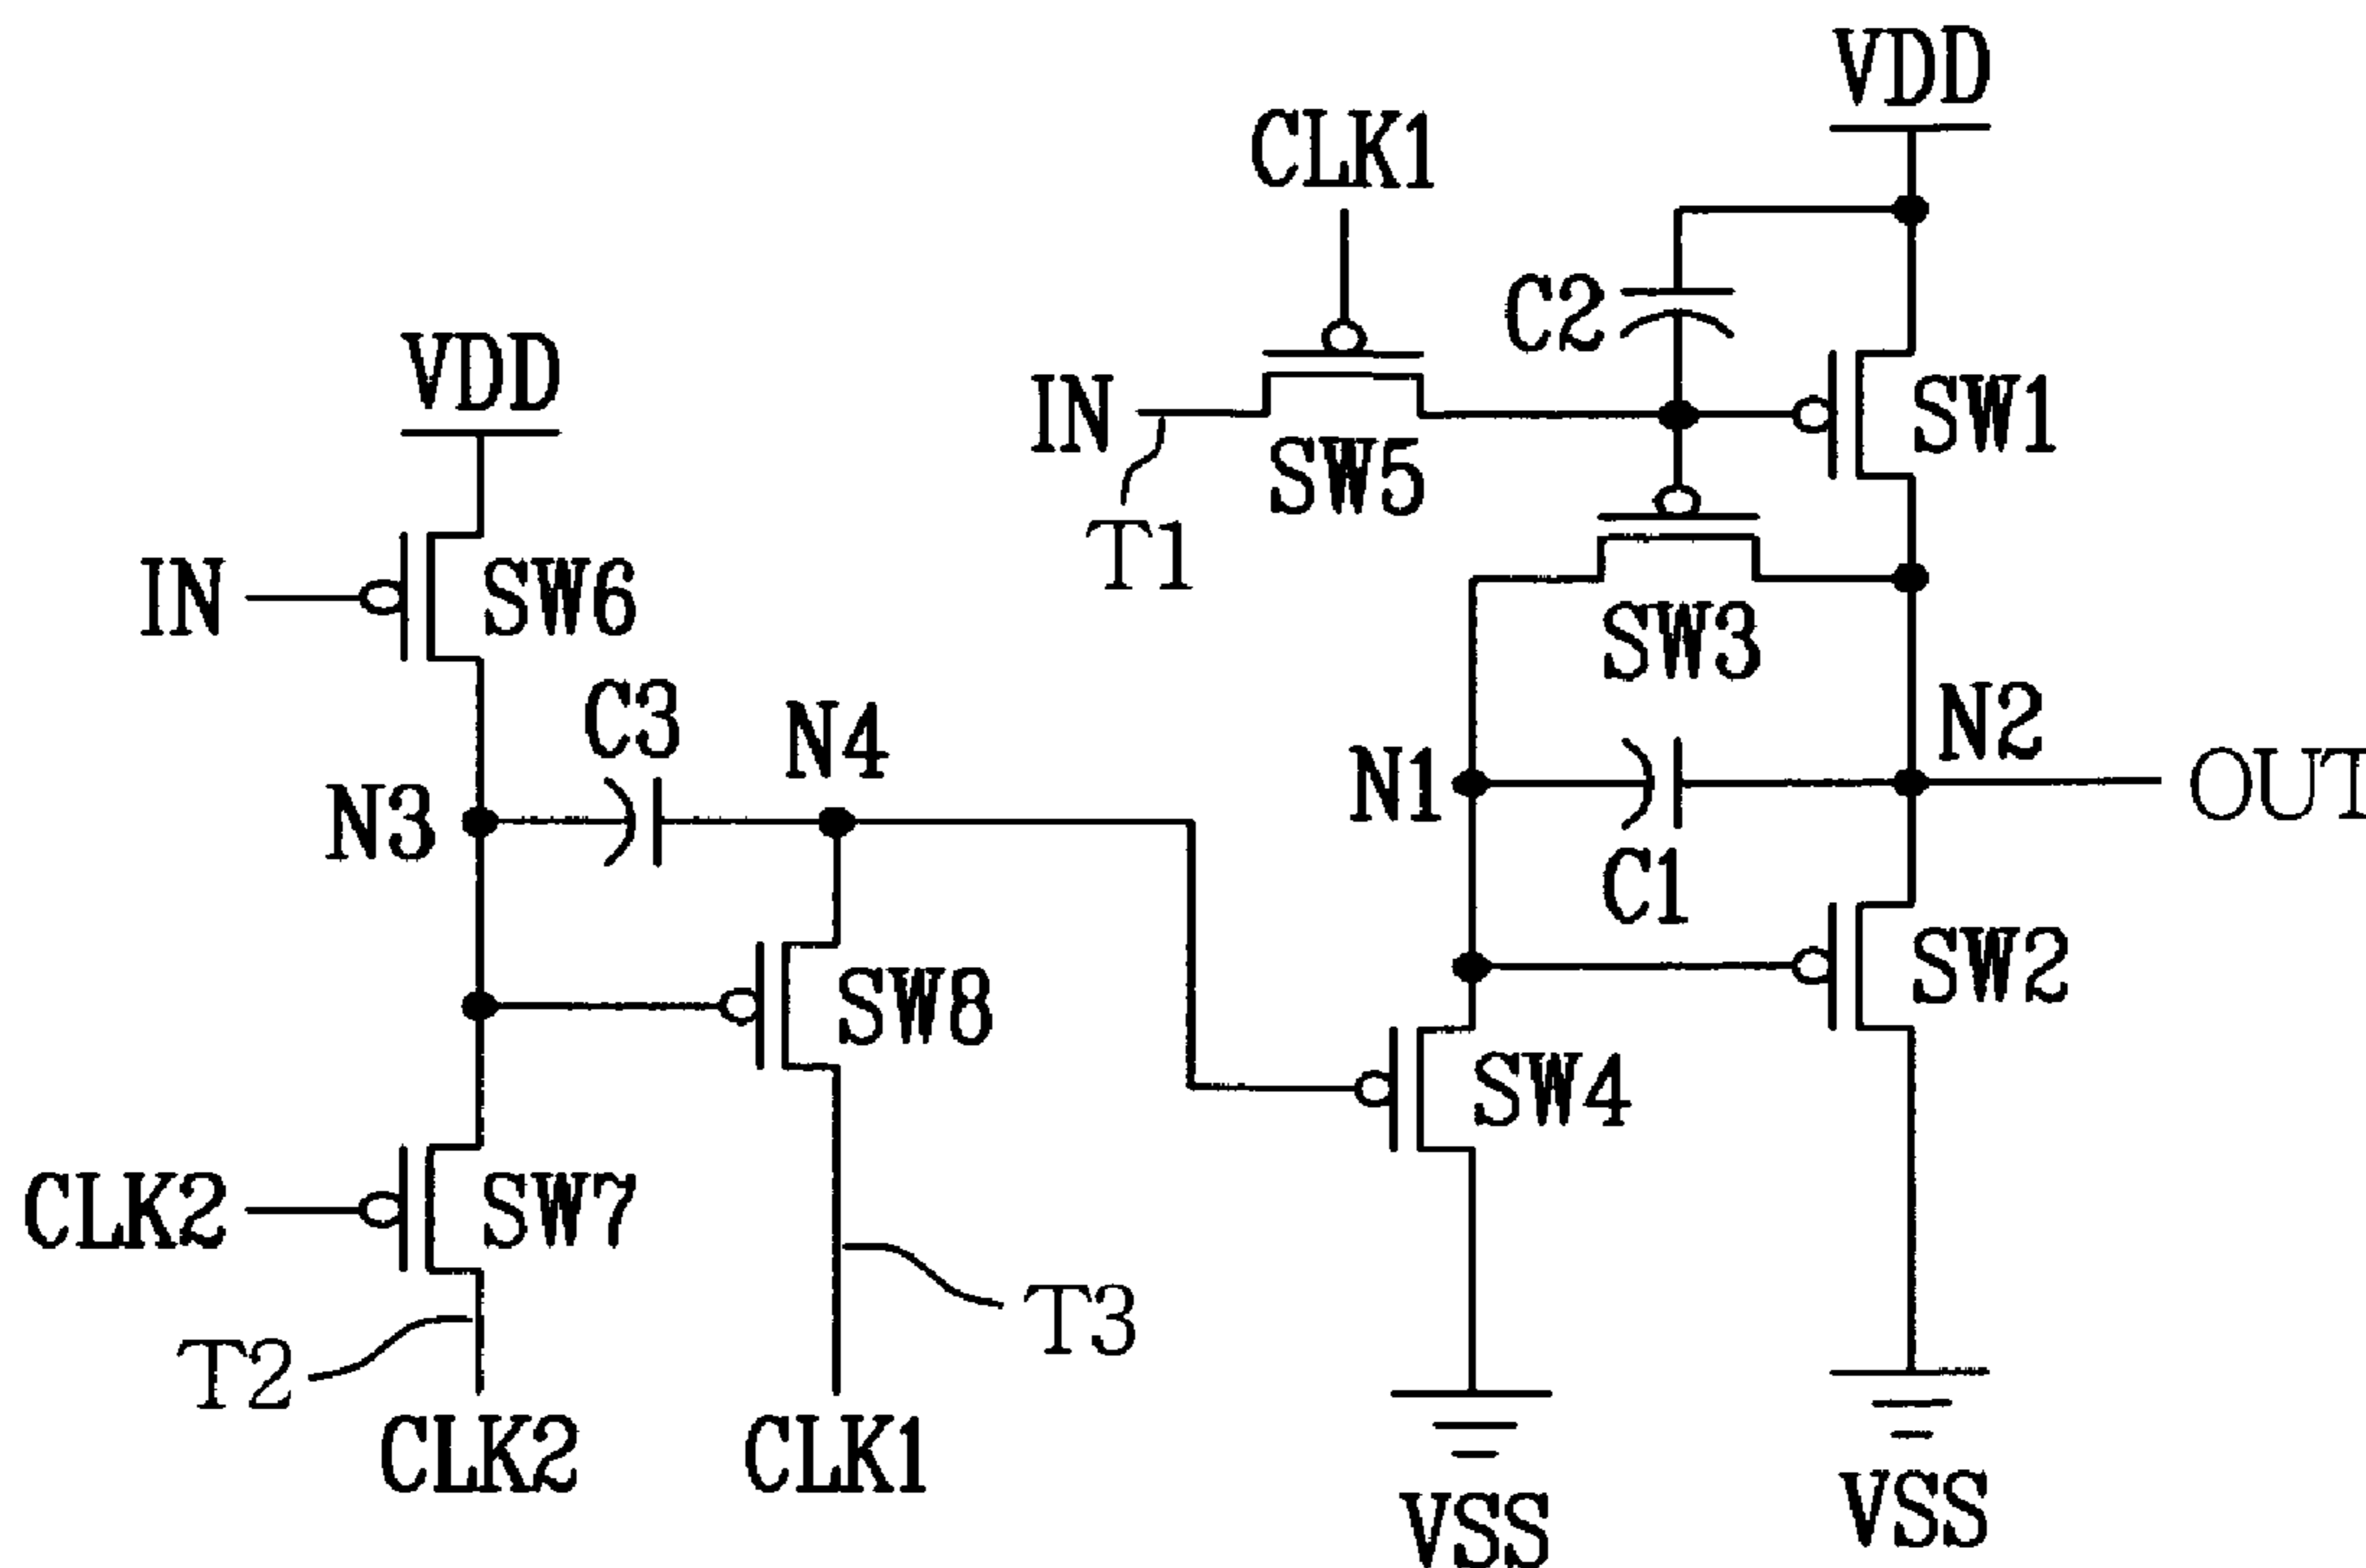 VDD
CLK1
C2
VDD
IN
SW1
SW5
T1
IN
SW6
SW3
C3
N4
N2
N3
N1
OUT
C1
SW8
SW2
SW4
CLK2
SW7
T3
T2
CLK2
CLK1
VSS
VSS